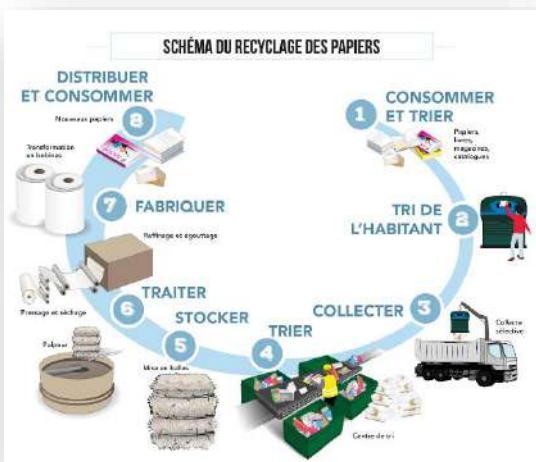 SCHÉMA DU RECYCLAGE DES PAPIERS
DISTRIBUER
ET CONSOMMER
Nouveaux papiers
8
1
CONSOMMER
ET TRIER
Papiers,
livres,
magazines,
catalogues
Transformation
en bobines
7
FABRIQUER
TRI DE
L'HABITANT
2
Raffinage et égouttage
Pressage et séchage
6
TRAITER
STOCKER
5
TRIER
4
COLLECTER
3
Collecte
sélective
Pulpeur
Mise en balles
Centre de tri